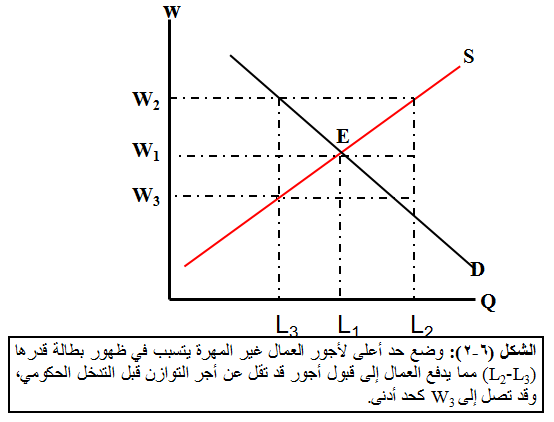 W
S
W₂
E
W₁
W₃
D
Q
L₃ L₁ L₂
الشكل (٦-٢): وضع حد أعلى لأجور العمال غير المهرة يتسبب في ظهور بطالة قدرها
(L₂-L₃) مما يدفع العمال إلى قبول أجور قد تقل عن أجر التوازن قبل التدخل الحكومي،
وقد تصل إلى W₃ كحد أدنى.